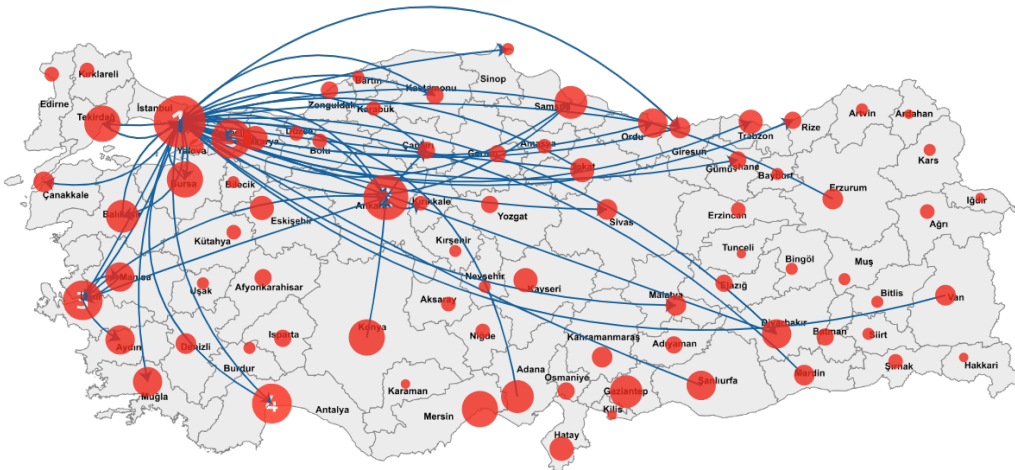 Sinop
Kırklareli
Bartın
Kastamonu
Edirne
İstanbul
Zonguldak
Karabük
Samsun
Artvin
Ardahan
Tekirdağ
1
Düzce
Ordu
Trabzon
Rize
Yalova
Bolu
Çankırı
Amasya
Giresun
Kars
Tokat
Gümüşhane
Bayburt
Çanakkale
Bursa
Bilecik
Ankara
Kırıkkale
Erzurum
Iğdır
Balıkesir
Eskişehir
Yozgat
Sivas
Erzincan
Ağrı
Kütahya
Kırşehir
Tunceli
Bingöl
Muş
Manisa
Uşak
Afyonkarahisar
Nevşehir
Kayseri
Elazığ
3
Aksaray
Malatya
Bitlis
Van
Konya
Diyarbakır
Aydın
Denizli
Isparta
Niğde
Kahramanmaraş
Adıyaman
Batman
Siirt
Burdur
Adana
Osmaniye
Mardin
Şırnak
Hakkari
Muğla
Karaman
Gaziantep
Şanlıurfa
4
Antalya
Mersin
Kilis
Hatay